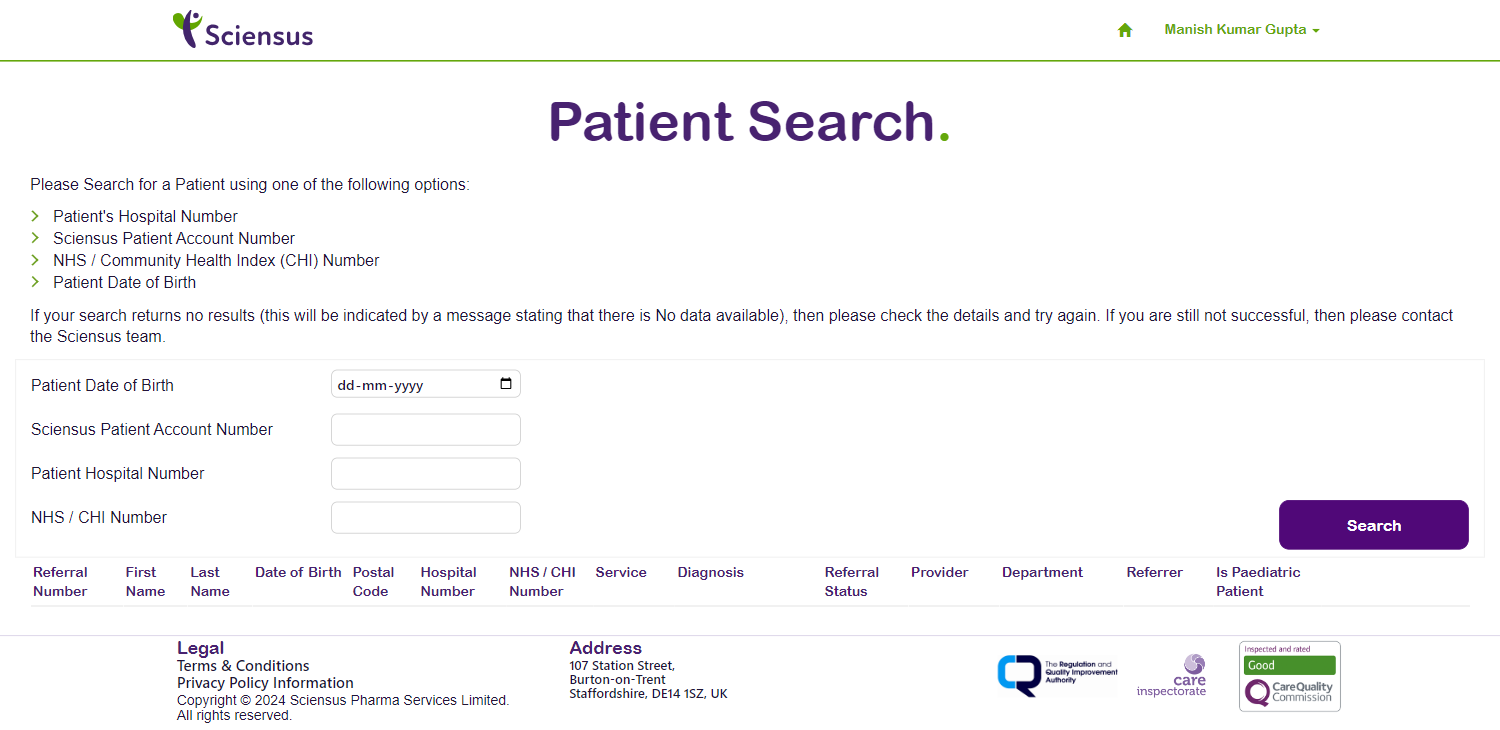 Sciensus
Manish Kumar Gupta
Patient Search.
Please Search for a Patient using one of the following options:
Patient's Hospital Number
Sciensus Patient Account Number
NHS / Community Health Index (CHI) Number
Patient Date of Birth
If your search returns no results (this will be indicated by a message stating that there is No data available), then please check the details and try again. If you are still not successful, then please contact
the Sciensus team.
Patient Date of Birth
dd-mm-yyyy
Sciensus Patient Account Number
Patient Hospital Number
NHS / CHI Number
Search
Referral Number
First Name
Last Name
Date of Birth
Postal Code
Hospital Number
NHS / CHI Number
Service
Diagnosis
Referral Status
Provider
Department
Referrer
Is Paediatric Patient
Legal
Terms & Conditions
Privacy Policy Information
Copyright © 2024 Sciensus Pharma Services Limited.
All rights reserved.
Address
107 Station Street,
Burton-on-Trent
Staffordshire, DE14 1SZ, UK
The Regulation and
Quality Improvement
Authority
care
inspectorate
Inspected and rated
Good
CareQuality
Commission